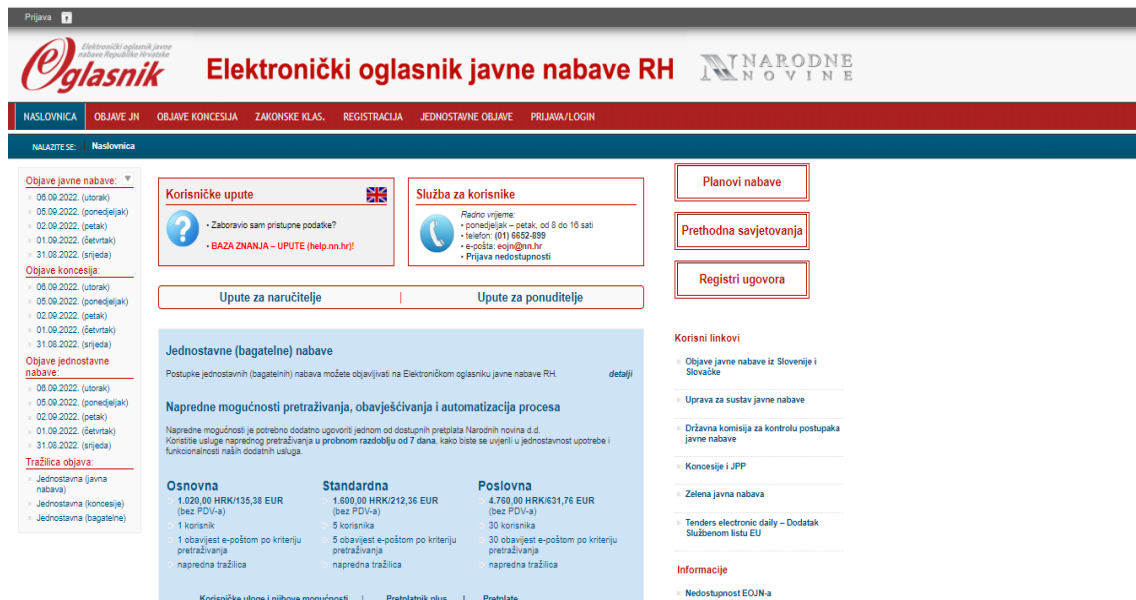 Prijava
Elektronički oglasnik javne
nabave Republike Hrvatske
Oglasnik
Elektronički oglasnik javne nabave RH
NARODNE
NOVINE
NASLOVNICA
OBJAVE JN
OBJAVE KONCESIJA
ZAKONSKE KLAS.
REGISTRACIJA
JEDNOSTAVNE OBJAVE
PRIJAVA/LOGIN
NALAZITE SE: Naslovnica
Objave javne nabave:
06.09.2022. (utorak)
05.09.2022. (ponedjeljak)
02.09.2022. (petak)
01.09.2022. (četvrtak)
31.08.2022. (srijeda)
Objave koncesija:
06.09.2022. (utorak)
05.09.2022. (ponedjeljak)
02.09.2022. (petak)
01.09.2022. (četvrtak)
31.08.2022. (srijeda)
Objave jednostavne
nabave:
06.09.2022. (utorak)
05.09.2022. (ponedjeljak)
02.09.2022. (petak)
01.09.2022. (četvrtak)
31.08.2022. (srijeda)
Tražilica objava:
Jednostavna (javna
nabava)
Jednostavna (koncesije)
Jednostavna (bagatelne)
Korisničke upute
• Zaboravio sam pristupne podatke?
• BAZA ZNANJA – UPUTE (help.nn.hr)!
Služba za korisnike
Radno vrijeme:
• ponedjeljak – petak, od 8 do 16 sati
• telefon: (01) 6652-899
• e-pošta: eojn@nn.hr
• Prijava nedostupnosti
Upute za naručitelje | Upute za ponuditelje
Jednostavne (bagatelne) nabave
Postupke jednostavnih (bagatelnih) nabava možete objavljivati na Elektroničkom oglasniku javne nabave RH. detalji
Napredne mogućnosti pretraživanja, obavješćivanja i automatizacija procesa
Napredne mogućnosti je potrebno dodatno ugovoriti jednom od dostupnih pretplata Narodnih novina d.d.
Koristitie usluge naprednog pretraživanja u probnom razdoblju od 7 dana, kako biste se uvjerili u jednostavnost upotrebe i
funkcionalnosti naših dodatnih usluga.
Osnovna
1.020,00 HRK/135,38 EUR
(bez PDV-a)
1 korisnik
1 obavijest e-poštom po kriteriju
pretraživanja
napredna tražilica
Standardna
1.600,00 HRK/212,36 EUR
(bez PDV-a)
5 korisnika
5 obavijest e-poštom po kriteriju
pretraživanja
napredna tražilica
Poslovna
4.760,00 HRK/631,76 EUR
(bez PDV-a)
30 korisnika
30 obavijest e-poštom po kriteriju
pretraživanja
napredna tražilica
Korisničke uloge i njihove mogućnosti | Pretplatnik plus | Pretplate
Planovi nabave
Prethodna savjetovanja
Registri ugovora
Korisni linkovi
Objave javne nabave iz Slovenije i
Slovačke
Uprava za sustav javne nabave
Državna komisija za kontrolu postupaka
javne nabave
Koncesije i JPP
Zelena javna nabava
Tenders electronic daily – Dodatak
Službenom listu EU
Informacije
Nedostupnost EOJN-a